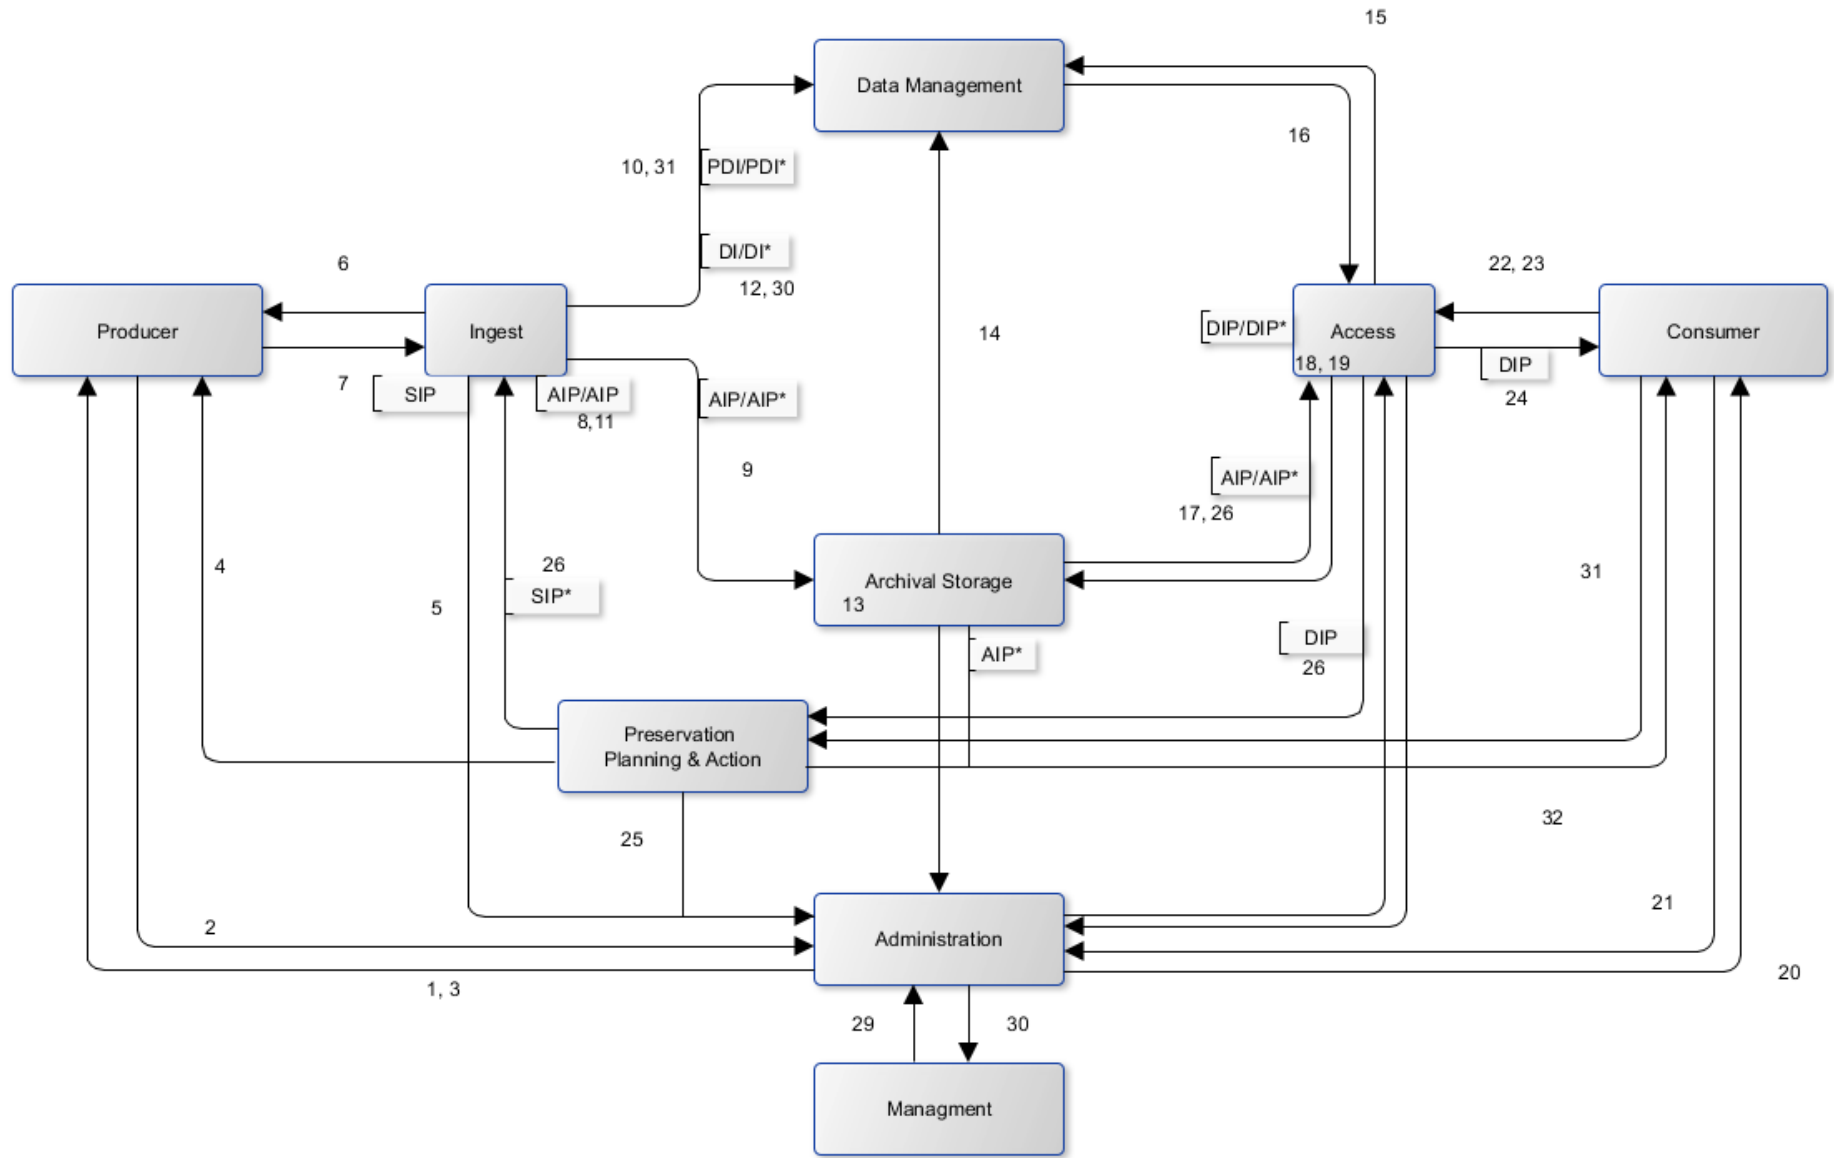 15
Data Management
16
10, 31
PDI/PDI*
DI/DI*
12, 30
6
22, 23
Producer
Ingest
14
DIP/DIP*
Access
18, 19
Consumer
7
SIP
AIP/AIP
8,11
AIP/AIP*
DIP
24
9
AIP/AIP*
17, 26
4
26
SIP*
5
Archival Storage
13
31
AIP*
DIP
26
Preservation
Planning & Action
25
32
2
Administration
21
1, 3
20
29
30
Managment